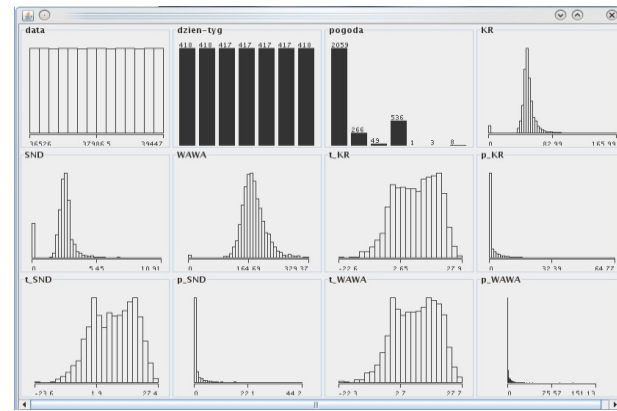 data
36526 37986.5 39447
dzien-tyg
418 418 417 417 417 417 418
pogoda
2059
266
49
536
1 3 8
KR
0 82.99 165.99
SND
0 5.45 10.91
WAWA
0 164.69 329.37
t_KR
-22.6 2.65 27.9
p_KR
0 32.39 64.77
t_SND
-23.6 1.9 27.4
p_SND
0 22.1 44.2
t_WAWA
-22.3 2.7 27.7
p_WAWA
0 75.57 151.13